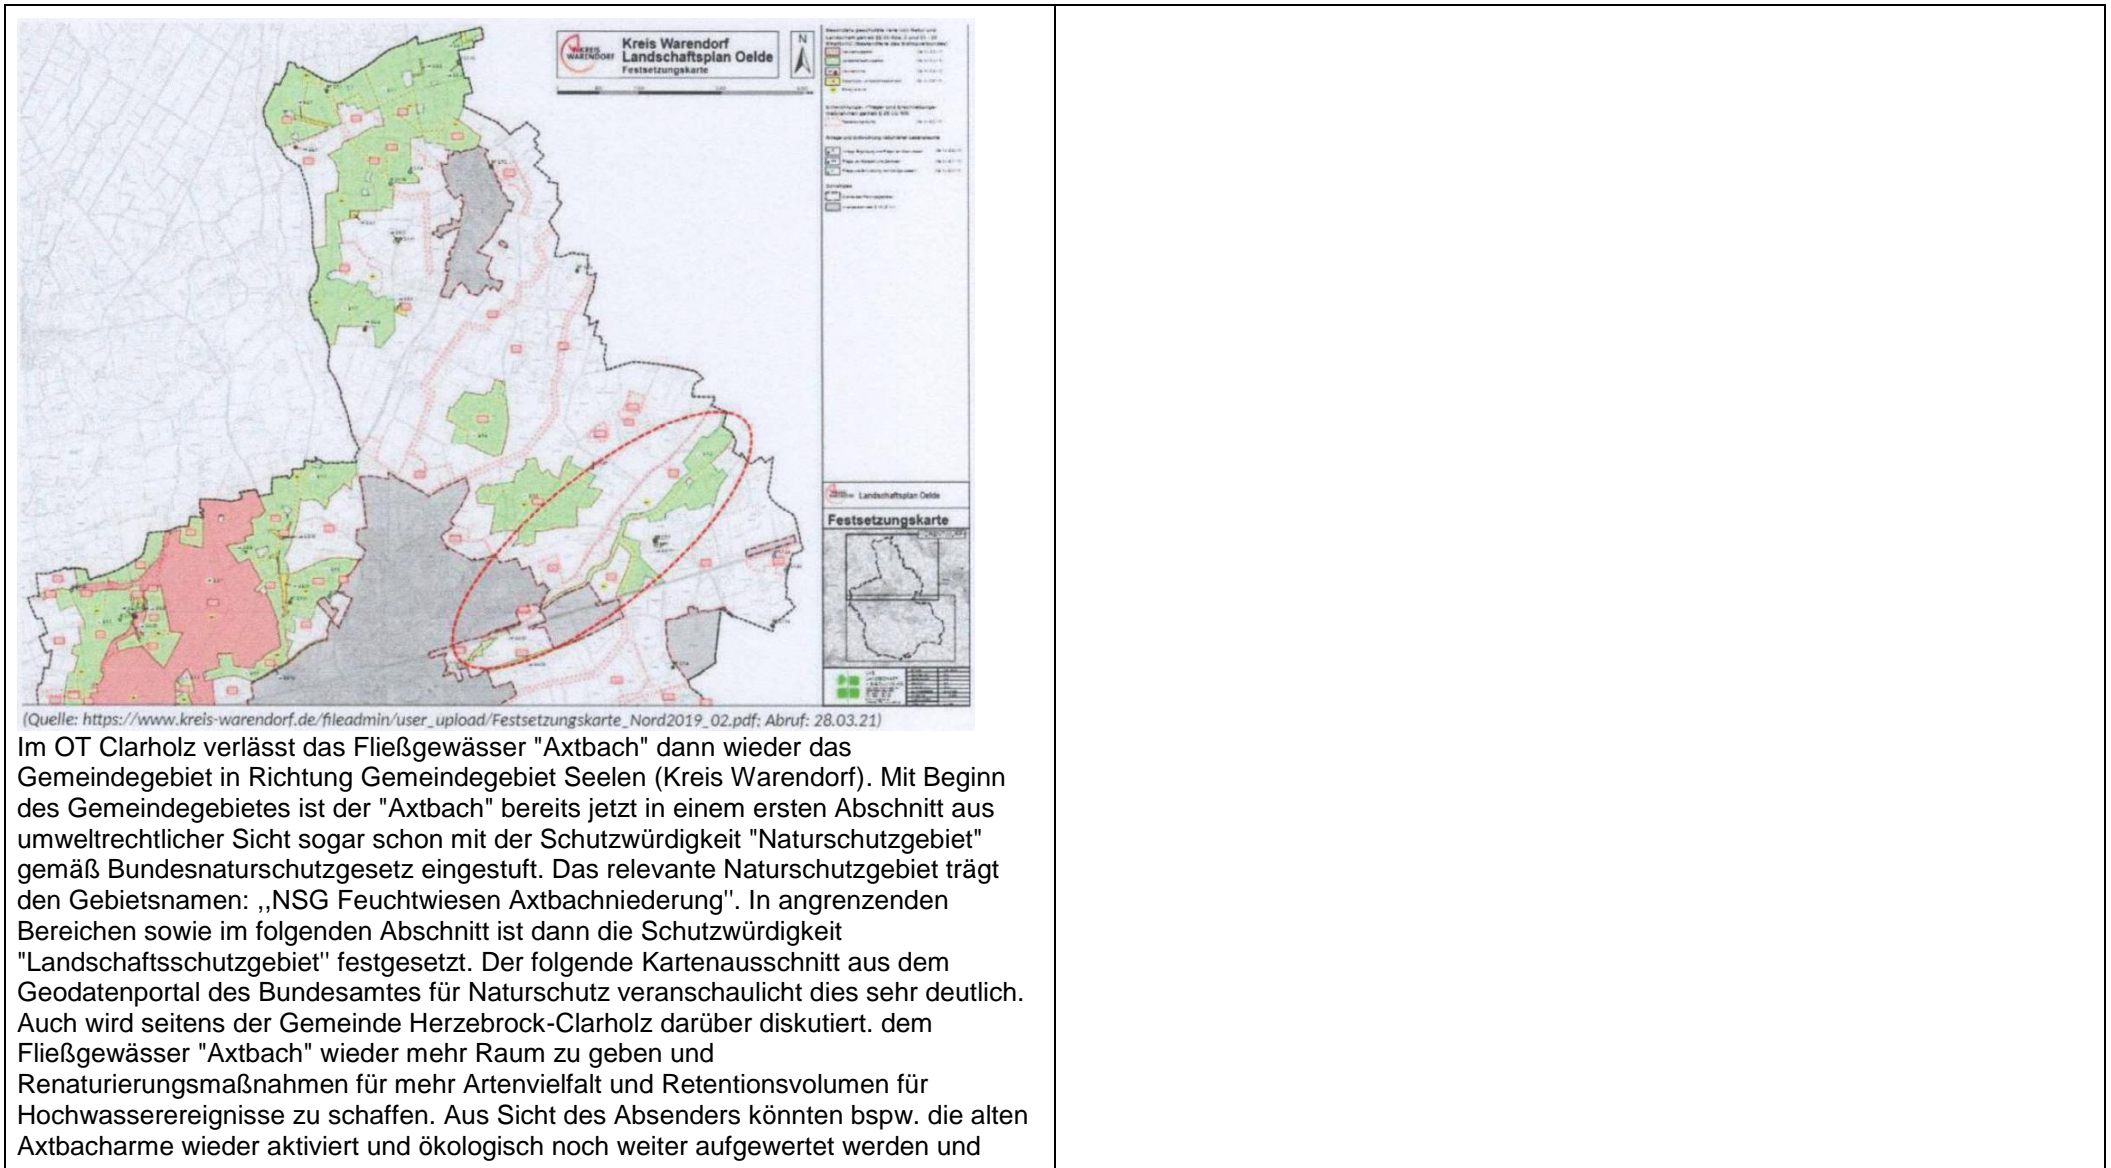 KREIS
WARENDORF
Kreis Warendorf
Landschaftsplan Oelde
Festsetzungskarte
N
Landschaftsplan Oelde
Festsetzungskarte
(Quelle: https://www.kreis-warendorf.de/fileadmin/user_upload/Festsetzungskarte_Nord2019_02.pdf; Abruf: 28.03.21)
Im OT Clarholz verlässt das Fließgewässer "Axtbach" dann wieder das
Gemeindegebiet in Richtung Gemeindegebiet Seelen (Kreis Warendorf). Mit Beginn
des Gemeindegebietes ist der "Axtbach" bereits jetzt in einem ersten Abschnitt aus
umweltrechtlicher Sicht sogar schon mit der Schutzwürdigkeit "Naturschutzgebiet"
gemäß Bundesnaturschutzgesetz eingestuft. Das relevante Naturschutzgebiet trägt
den Gebietsnamen: ,,NSG Feuchtwiesen Axtbachniederung''. In angrenzenden
Bereichen sowie im folgenden Abschnitt ist dann die Schutzwürdigkeit
"Landschaftsschutzgebiet'' festgesetzt. Der folgende Kartenausschnitt aus dem
Geodatenportal des Bundesamtes für Naturschutz veranschaulicht dies sehr deutlich.
Auch wird seitens der Gemeinde Herzebrock-Clarholz darüber diskutiert. dem
Fließgewässer "Axtbach" wieder mehr Raum zu geben und
Renaturierungsmaßnahmen für mehr Artenvielfalt und Retentionsvolumen für
Hochwasserereignisse zu schaffen. Aus Sicht des Absenders könnten bspw. die alten
Axtbacharme wieder aktiviert und ökologisch noch weiter aufgewertet werden und